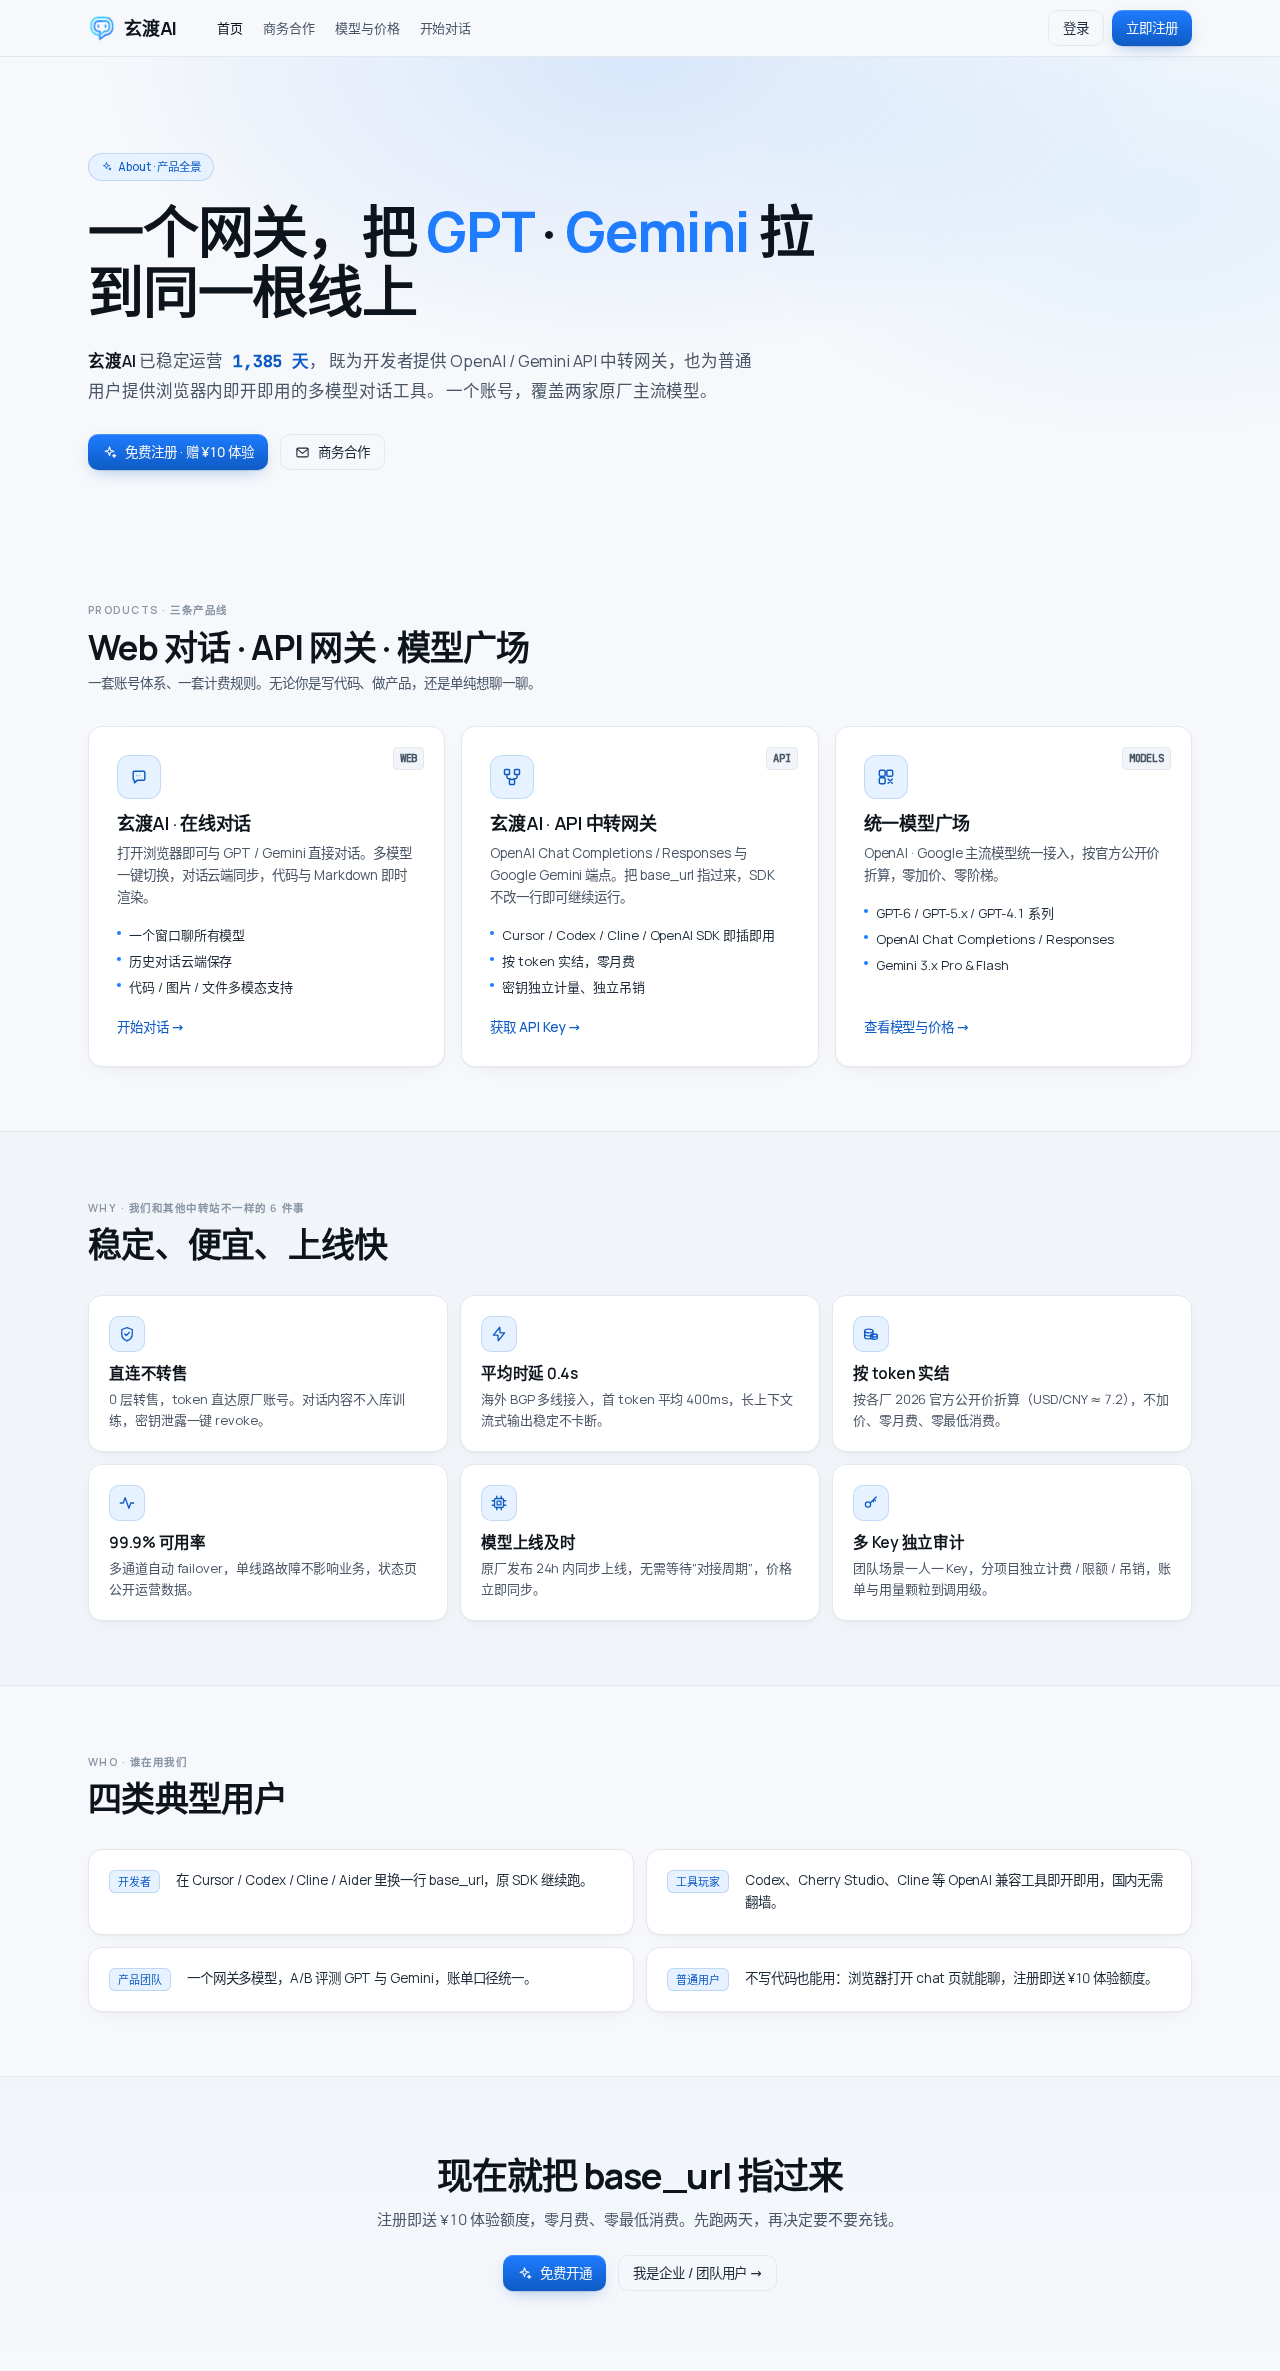 玄渡AI 首页 商务合作 模型与价格 开始对话 登录 立即注册
About · 产品全景
一个网关，把 GPT · Gemini 拉
到同一根线上
玄渡AI 已稳定运营 1,385 天， 既为开发者提供 OpenAI / Gemini API 中转网关，也为普通
用户提供浏览器内即开即用的多模型对话工具。 一个账号，覆盖两家原厂主流模型。
免费注册 · 赠 ¥10 体验 商务合作
PRODUCTS · 三条产品线
Web 对话 · API 网关 · 模型广场
一套账号体系、一套计费规则。无论你是写代码、做产品，还是单纯想聊一聊。
WEB
玄渡AI · 在线对话
打开浏览器即可与 GPT / Gemini 直接对话。多模型
一键切换，对话云端同步，代码与 Markdown 即时
渲染。
一个窗口聊所有模型
历史对话云端保存
代码 / 图片 / 文件多模态支持
开始对话 →
API
玄渡AI · API 中转网关
OpenAI Chat Completions / Responses 与
Google Gemini 端点。把 base_url 指过来，SDK
不改一行即可继续运行。
Cursor / Codex / Cline / OpenAI SDK 即插即用
按 token 实结，零月费
密钥独立计量、独立吊销
获取 API Key →
MODELS
统一模型广场
OpenAI · Google 主流模型统一接入，按官方公开价
折算，零加价、零阶梯。
GPT-6 / GPT-5.x / GPT-4.1 系列
OpenAI Chat Completions / Responses
Gemini 3.x Pro & Flash
查看模型与价格 →
WHY · 我们和其他中转站不一样的 6 件事
稳定、便宜、上线快
直连不转售
0 层转售，token 直达原厂账号。对话内容不入库训
练，密钥泄露一键 revoke。
平均时延 0.4s
海外 BGP 多线接入，首 token 平均 400ms，长上下文
流式输出稳定不卡断。
按 token 实结
按各厂 2026 官方公开价折算（USD/CNY ≈ 7.2），不加
价、零月费、零最低消费。
99.9% 可用率
多通道自动 failover，单线路故障不影响业务，状态页
公开运营数据。
模型上线及时
原厂发布 24h 内同步上线，无需等待"对接周期"，价格
立即同步。
多 Key 独立审计
团队场景一人一 Key，分项目独立计费 / 限额 / 吊销，账
单与用量颗粒到调用级。
WHO · 谁在用我们
四类典型用户
开发者 在 Cursor / Codex / Cline / Aider 里换一行 base_url，原 SDK 继续跑。
工具玩家 Codex、Cherry Studio、Cline 等 OpenAI 兼容工具即开即用，国内无需
翻墙。
产品团队 一个网关多模型，A/B 评测 GPT 与 Gemini，账单口径统一。
普通用户 不写代码也能用：浏览器打开 chat 页就能聊，注册即送 ¥10 体验额度。
现在就把 base_url 指过来
注册即送 ¥10 体验额度，零月费、零最低消费。先跑两天，再决定要不要充钱。
免费开通 我是企业 / 团队用户 →